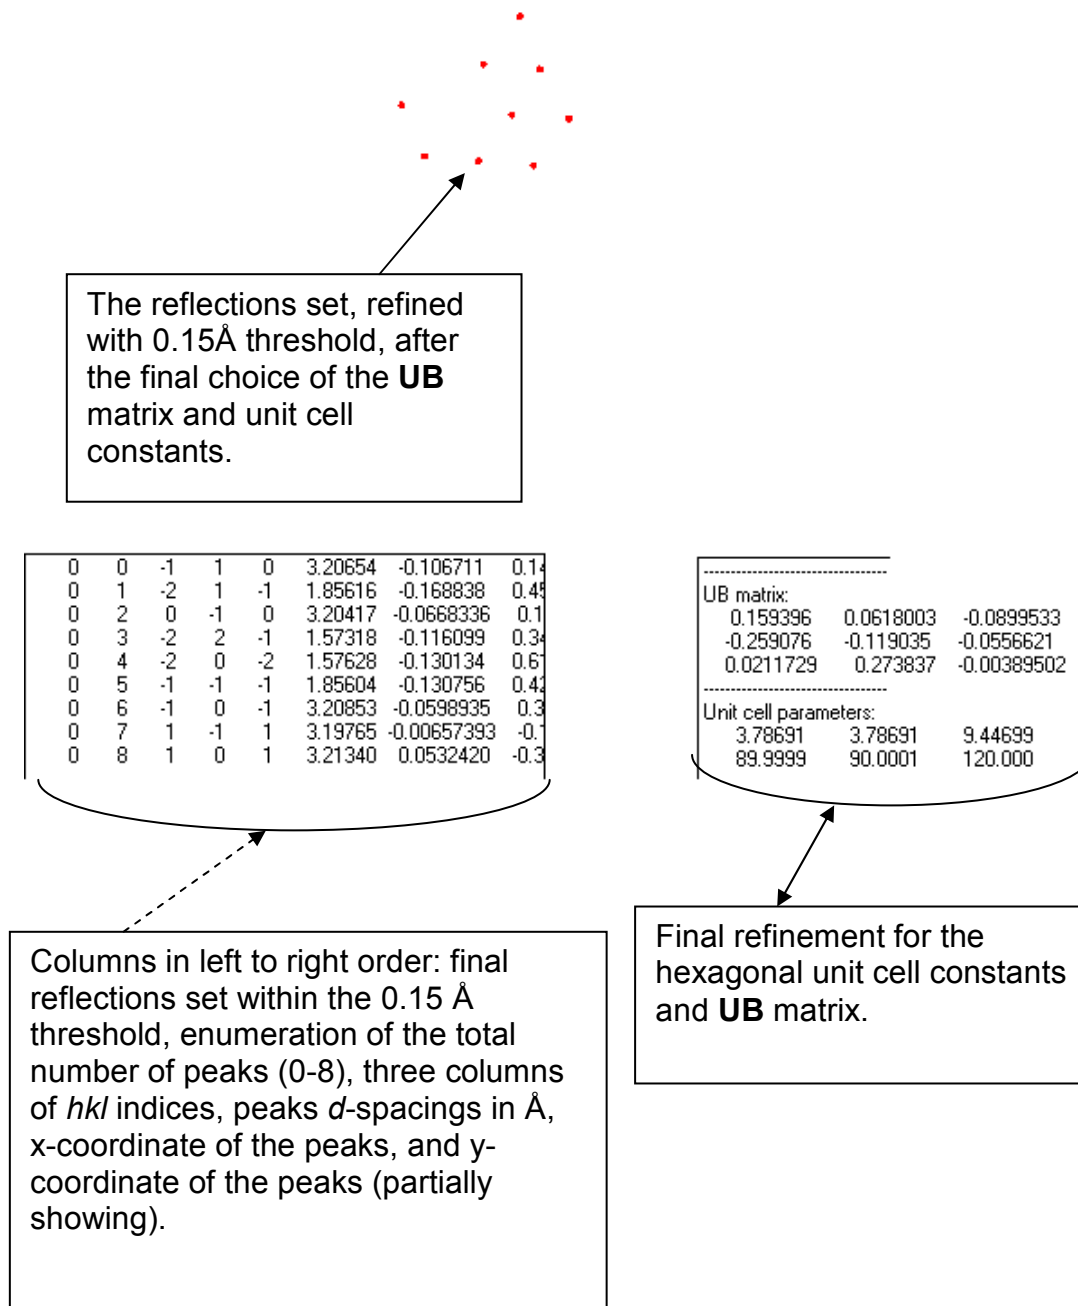 The reflections set, refined
with 0.15Å threshold, after
the final choice of the UB
matrix and unit cell
constants.
0 0 -1 1 0 3.20654 -0.106711
0 1 -2 1 -1 1.85616 -0.168838
0 2 0 -1 0 3.20417 -0.0668336
0 3 -2 2 -1 1.57318 -0.116099
0 4 -2 0 -2 1.57628 -0.130134
0 5 -1 -1 -1 1.85604 -0.130756
0 6 -1 0 -1 3.20853 -0.0598935
0 7 1 -1 1 3.19765 -0.00657393
0 8 1 0 1 3.21340 0.0532420
---------------------------------
UB matrix:
0.159396 0.0618003 -0.0899533
-0.259076 -0.119035 -0.0556621
0.0211729 0.273837 -0.00389502
---------------------------------
Unit cell parameters:
3.78691 3.78691 9.44699
89.9999 90.0001 120.000
Columns in left to right order: final
reflections set within the 0.15 Å
threshold, enumeration of the total
number of peaks (0-8), three columns
of hkl indices, peaks d-spacings in Å,
x-coordinate of the peaks, and y-
coordinate of the peaks (partially
showing).
Final refinement for the
hexagonal unit cell constants
and UB matrix.